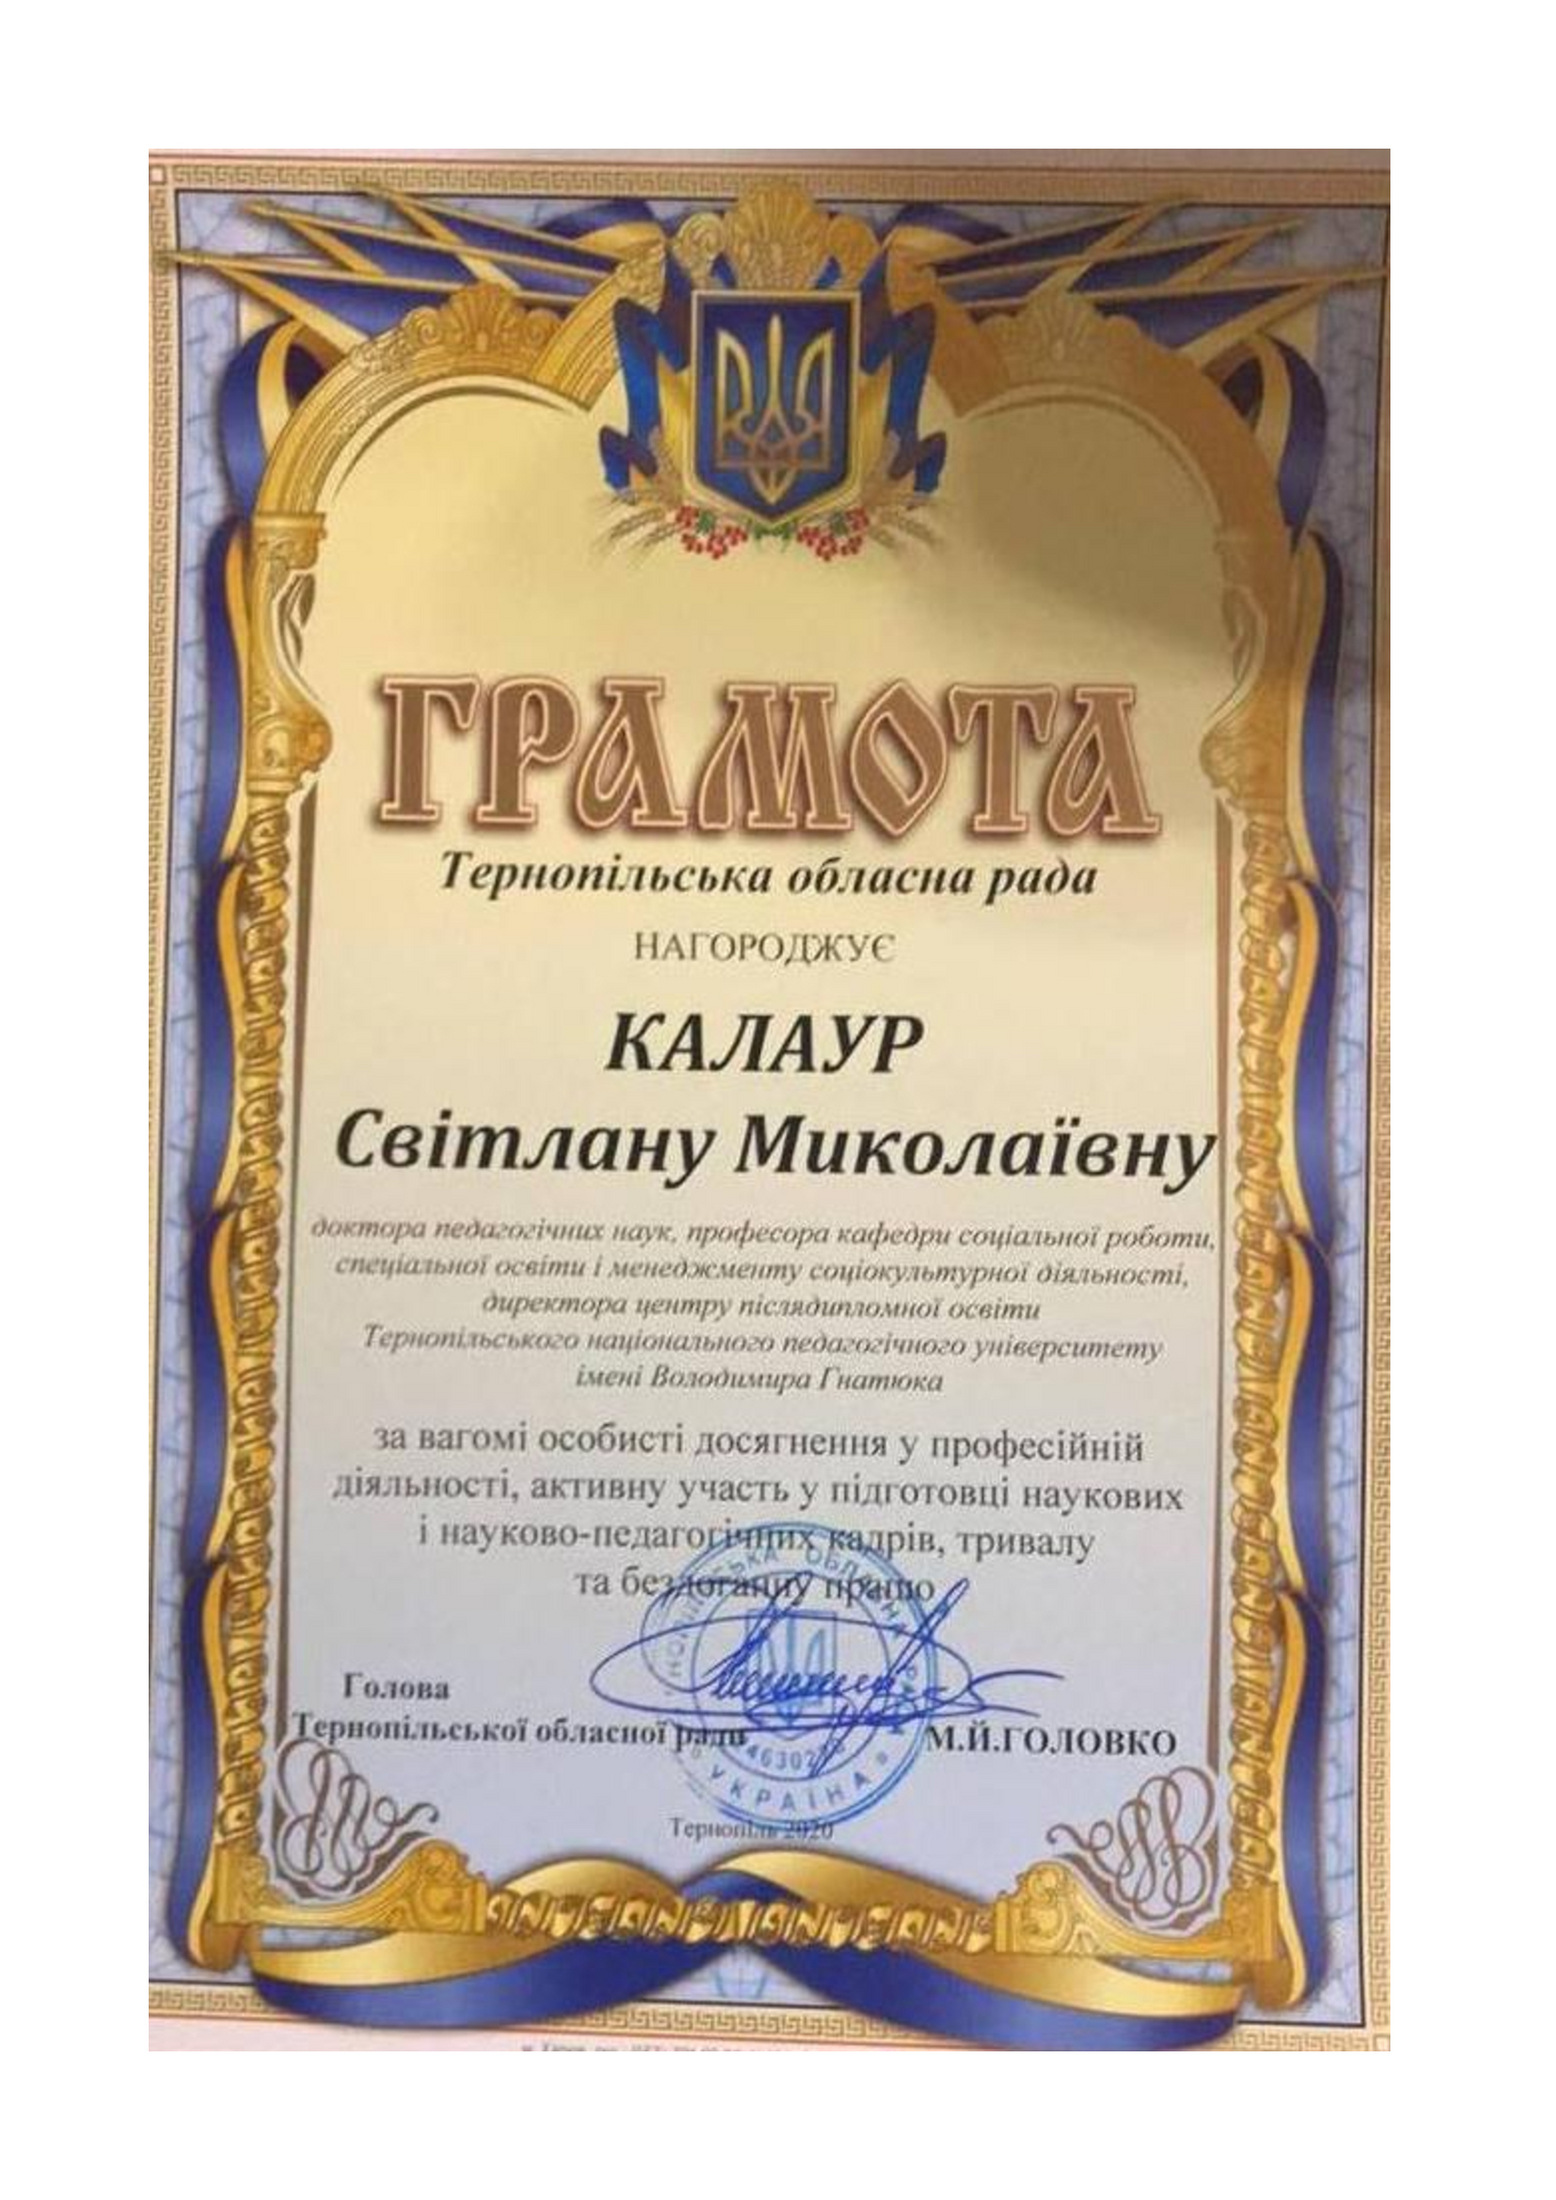 ГРАМОТА
Тернопільська обласна рада
НАГОРОДЖУЄ
КАЛАУР
Світлану Миколаївну
доктора педагогічних наук, професора кафедри соціальної роботи,
спеціальної освіти і менеджменту соціокультурної діяльності,
директора центру післядипломної освіти
Тернопільського національного педагогічного університету
імені Володимира Гнатюка
за вагомі особисті досягнення у професійній
діяльності, активну участь у підготовці наукових
і науково-педагогічних кадрів, тривалу
та бездоганну працю
Голова
Тернопільської обласної ради
М.Й.ГОЛОВКО
УКРАЇНА
Тернопіль 2020